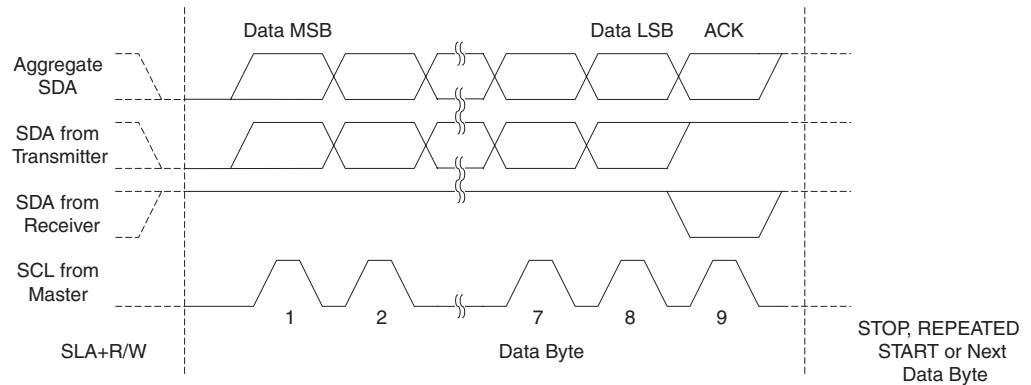 Data MSB
Data LSB
ACK
Aggregate
SDA
SDA from
Transmitter
SDA from
Receiver
SCL from
Master
1
2
7
8
9
SLA+R/W
Data Byte
STOP, REPEATED
START or Next
Data Byte